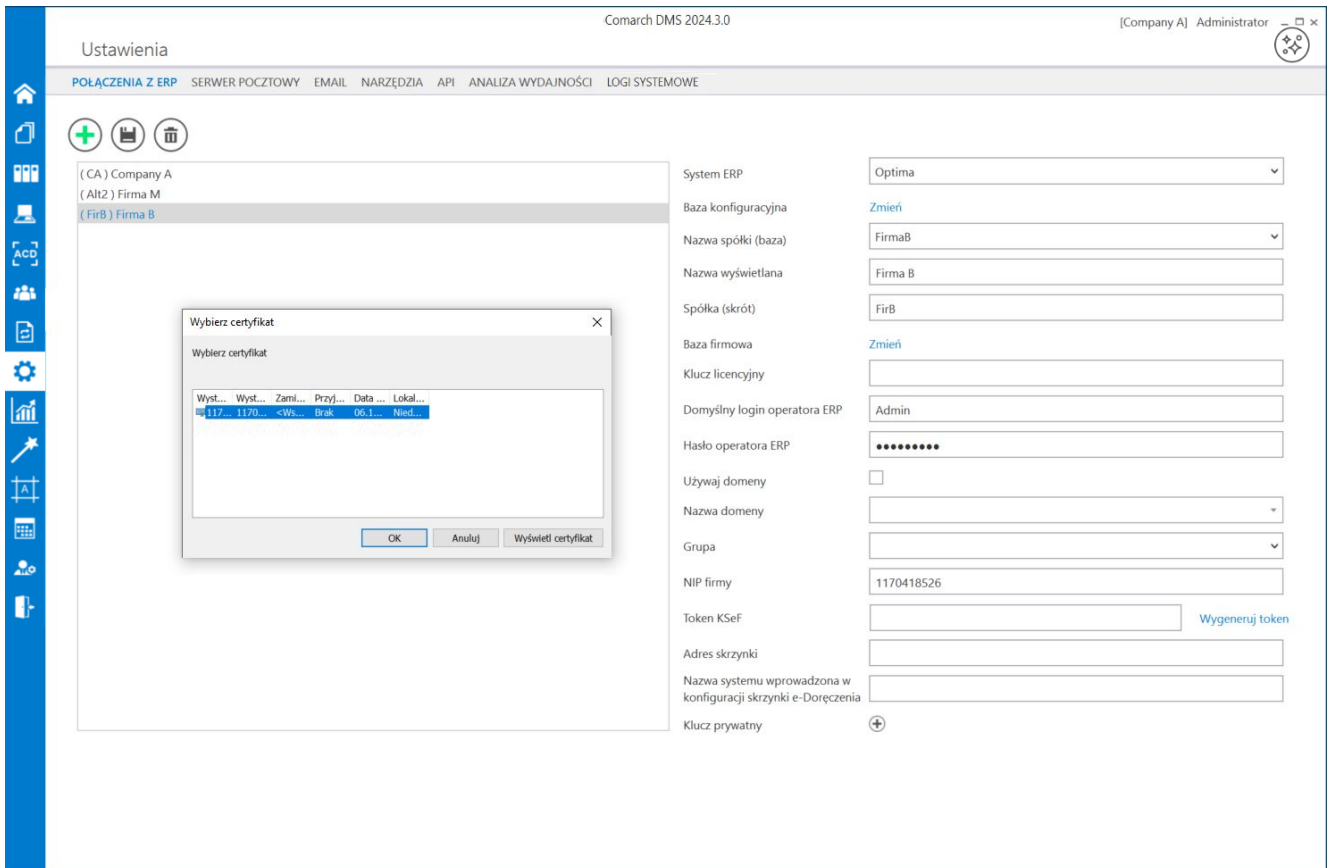 Comarch DMS 2024.3.0
[Company A] Administrator
Ustawienia
POŁĄCZENIA Z ERP SERWER POCZTOWY EMAIL NARZĘDZIA API ANALIZA WYDAJNOŚCI LOGI SYSTEMOWE
ACD
A
( CA ) Company A
( Alt2 ) Firma M
( FirB ) Firma B
Wybierz certyfikat
Wybierz certyfikat
Wyst... Wyst... Zami... Przyj... Data ... Lokal...
117... 1170... <Ws... Brak 06.1... Nied...
OK Anuluj Wyświetl certyfikat
System ERP Optima
Baza konfiguracyjna Zmień
Nazwa spółki (baza) FirmaB
Nazwa wyświetlana Firma B
Spółka (skrót) FirB
Baza firmowa Zmień
Klucz licencyjny
Domyślny login operatora ERP Admin
Hasło operatora ERP •••••••••
Używaj domeny
Nazwa domeny
Grupa
NIP firmy 1170418526
Token KSeF Wygeneruj token
Adres skrzynki
Nazwa systemu wprowadzona w
konfiguracji skrzynki e-Doręczenia
Klucz prywatny